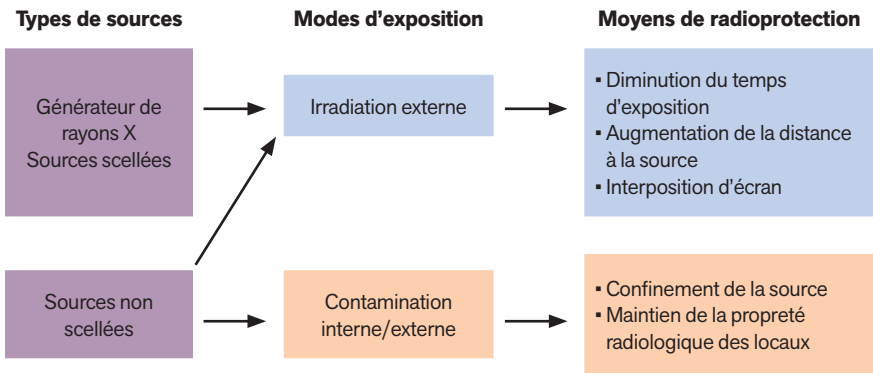 Types de sources
Modes d'exposition
Moyens de radioprotection
Générateur de
rayons X
Sources scellées
Irradiation externe
▪ Diminution du temps
d'exposition
▪ Augmentation de la distance
à la source
▪ Interposition d'écran
Sources non
scellées
Contamination
interne/externe
▪ Confinement de la source
▪ Maintien de la propreté
radiologique des locaux